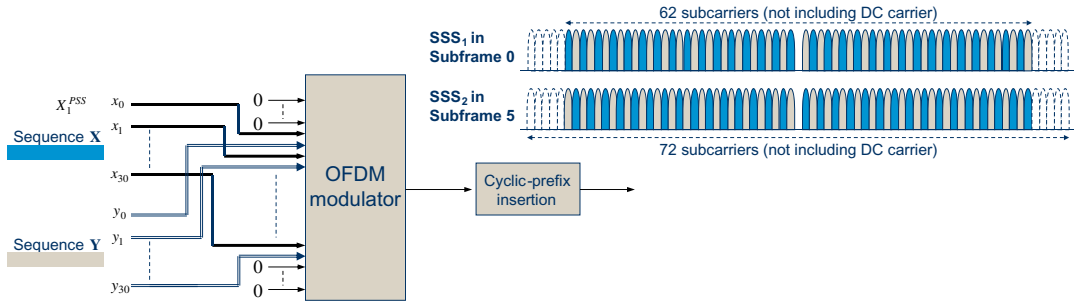 62 subcarriers (not including DC carrier)
SSS₁ in
Subframe 0
SSS₂ in
Subframe 5
72 subcarriers (not including DC carrier)
X₁ᴾˢˢ
x₀
x₁
Sequence X
x₃₀
y₀
y₁
Sequence Y
y₃₀
0
0
0
0
OFDM
modulator
Cyclic-prefix
insertion